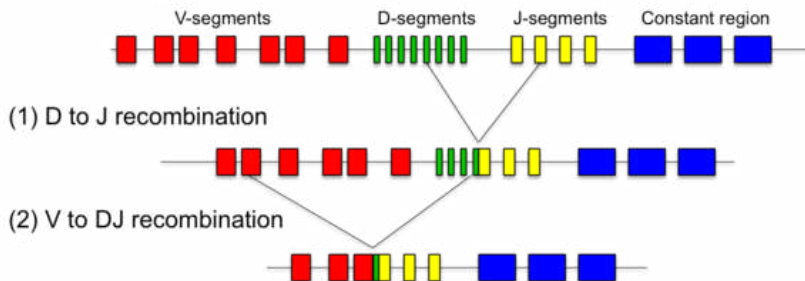 V-segments D-segments J-segments Constant region
(1) D to J recombination
(2) V to DJ recombination